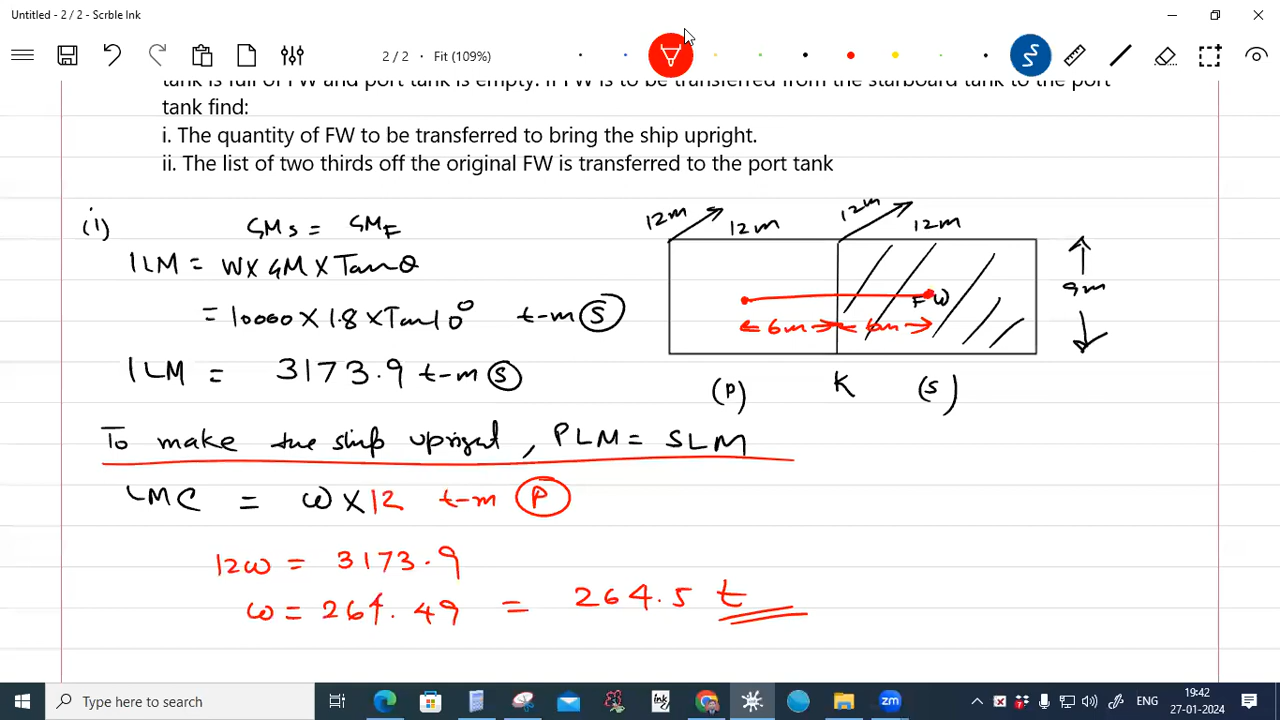 Untitled - 2 / 2 - Scrble Ink
2/2 · Fit (109%)
tank is full of FW and port tank is empty. If FW is to be transferred from the starboard tank to the port
tank find:
i. The quantity of FW to be transferred to bring the ship upright.
ii. The list of two thirds off the original FW is transferred to the port tank
(i) GMs = GMF
ILM = W X GM X Tan θ
= 10000 X 1.8 X Tan 10° t-m (S)
ILM = 3173.9 t-m (S)
12m 12m 12m 12m
9m
FW
6m 6m
(P) K (S)
To make the ship upright, PLM = SLM
LMC = w X 12 t-m (P)
12w = 3173.9
w = 264.49 = 264.5 t
Type here to search
ink
zm
ENG
19:42
27-01-2024